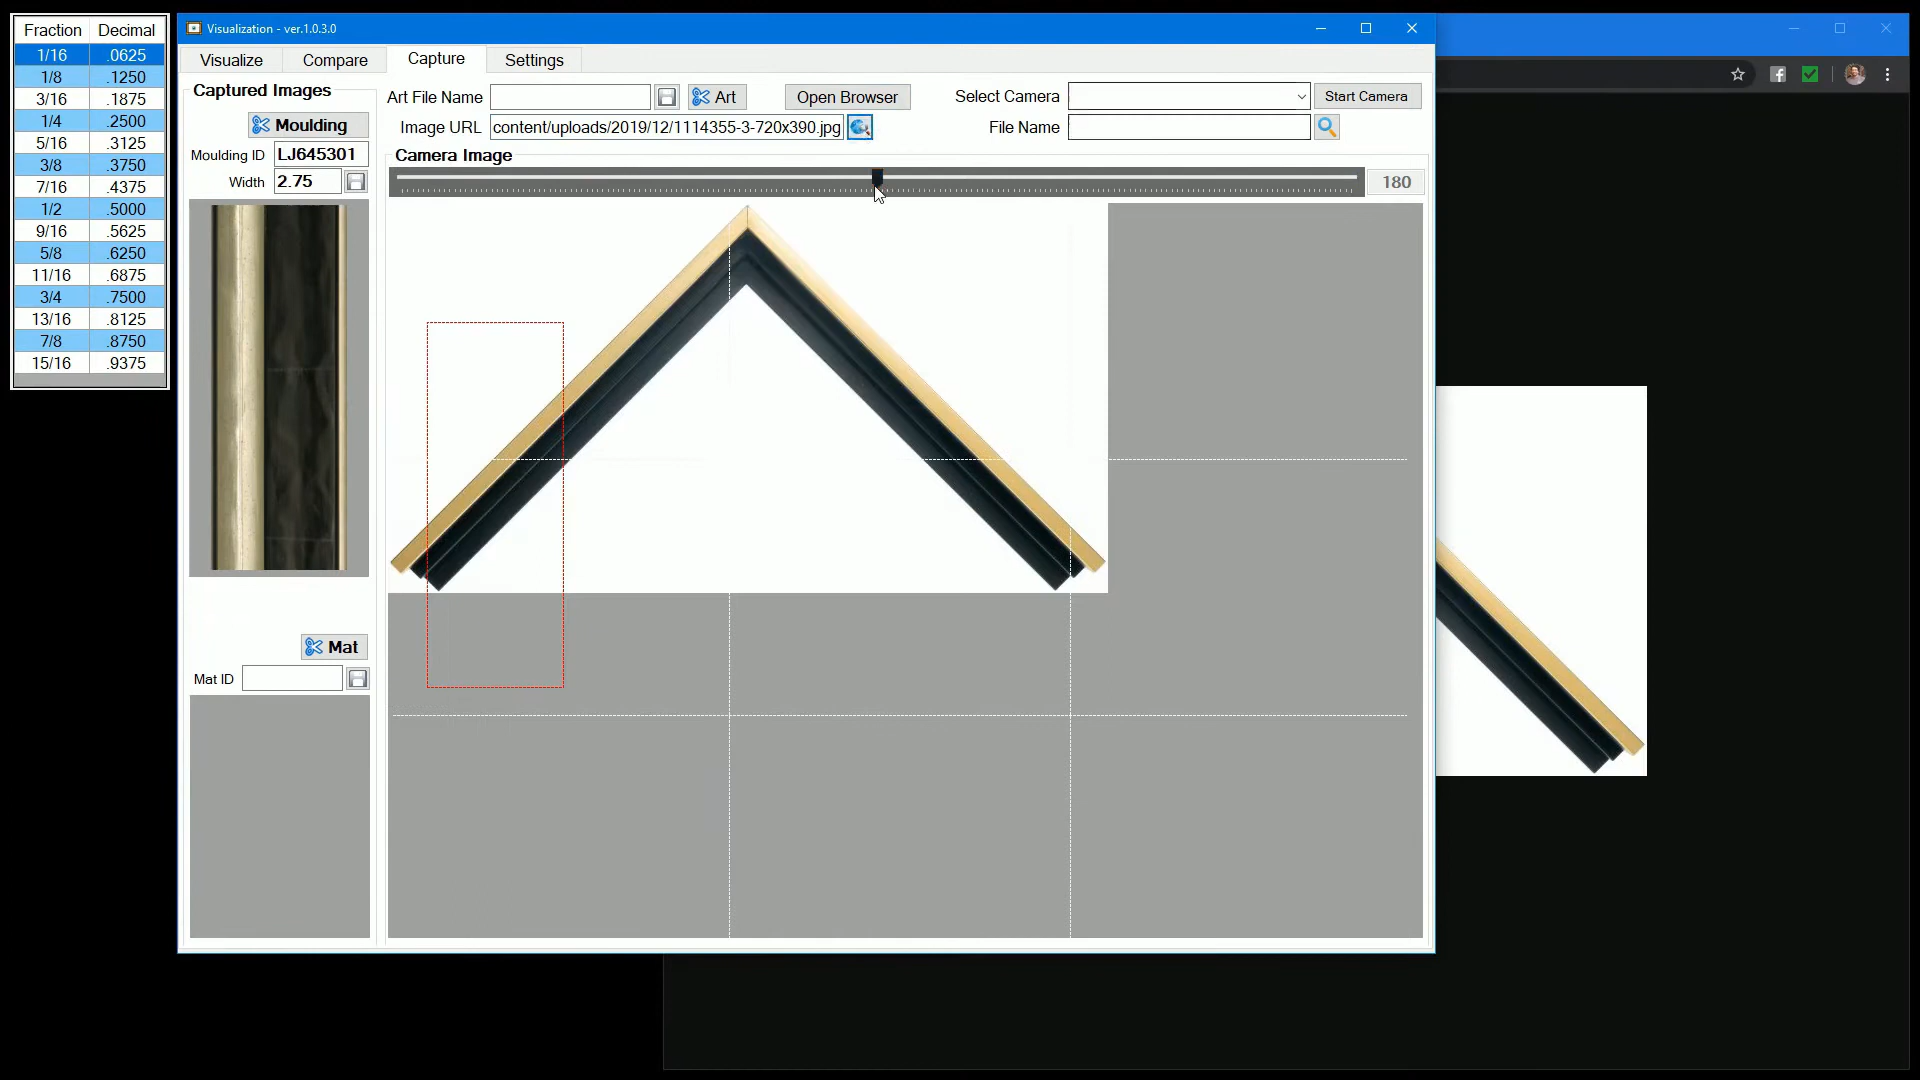 Fraction Decimal
1/16 .0625
1/8 .1250
3/16 .1875
1/4 .2500
5/16 .3125
3/8 .3750
7/16 .4375
1/2 .5000
9/16 .5625
5/8 .6250
11/16 .6875
3/4 .7500
13/16 .8125
7/8 .8750
15/16 .9375
Visualization - ver.1.0.3.0
Visualize Compare Capture Settings
Captured Images
Moulding
Moulding ID LJ645301
Width 2.75
Mat
Mat ID
Art File Name Art Open Browser Select Camera Start Camera
Image URL content/uploads/2019/12/1114355-3-720x390.jpg File Name
Camera Image
180